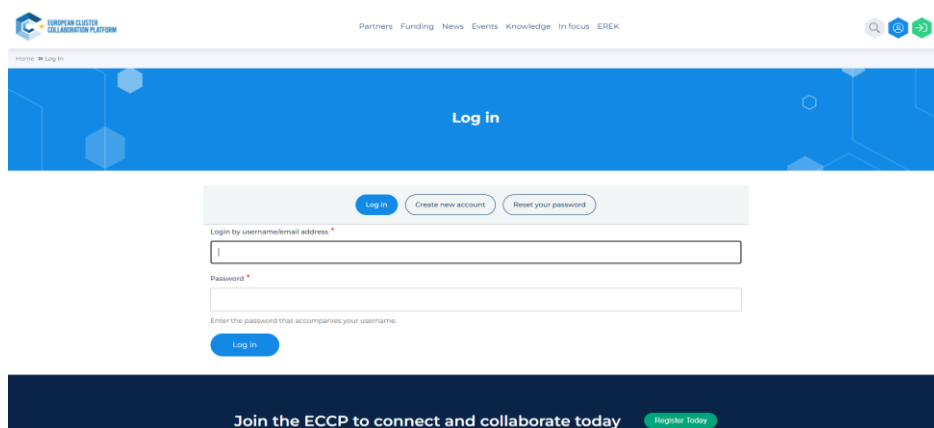 EUROPEAN CLUSTER
COLLABORATION PLATFORM
Partners Funding News Events Knowledge In focus EREK
Home » Log In
Log in
Log in Create new account Reset your password
Login by username/email address *
Password *
Enter the password that accompanies your username.
Log in
Join the ECCP to connect and collaborate today Register Today